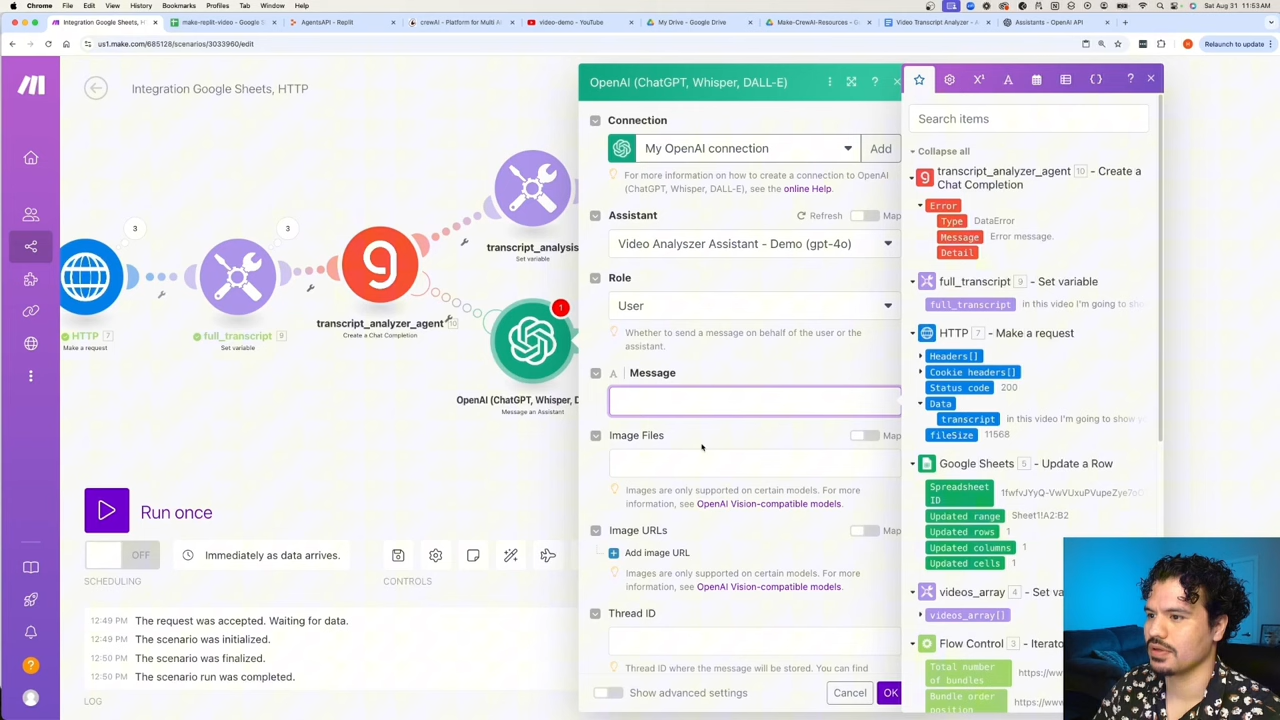 Chrome File Edit View History Bookmarks Profiles Tab Window Help
Sat Aug 31 11:53 AM
Integration Google Sheets, H
make-replit-video - Google S
AgentsAPI - Replit
crewAI - Platform for Multi A
video-demo - YouTube
My Drive - Google Drive
Make-CrewAI-Resources - G
Video Transcript Analyzer - A
Assistants - OpenAI API
us1.make.com/685128/scenarios/3033960/edit
Relaunch to update
Integration Google Sheets, HTTP
3
3
HTTP 7
Make a request
full_transcript 9
Set variable
transcript_analyzer_agent 10
Create a Chat Completion
transcript_analysis
Set variable
1
OpenAI (ChatGPT, Whisper, D
Message an Assistant
Run once
OFF
Immediately as data arrives.
SCHEDULING
CONTROLS
12:49 PM The request was accepted. Waiting for data.
12:49 PM The scenario was initialized.
12:50 PM The scenario was finalized.
12:50 PM The scenario run was completed.
LOG
OpenAI (ChatGPT, Whisper, DALL-E)
Connection
My OpenAI connection
Add
For more information on how to create a connection to OpenAI
(ChatGPT, Whisper, DALL-E), see the online Help.
Assistant
Refresh
Map
Video Analyszer Assistant - Demo (gpt-4o)
Role
User
Whether to send a message on behalf of the user or the
assistant.
A Message
Image Files
Map
Images are only supported on certain models. For more
information, see OpenAI Vision-compatible models.
Image URLs
Map
Add image URL
Images are only supported on certain models. For more
information, see OpenAI Vision-compatible models.
Thread ID
Thread ID where the message will be stored. You can find
Show advanced settings
Cancel
OK
Search items
Collapse all
transcript_analyzer_agent 10 - Create a
Chat Completion
Error
Type DataError
Message Error message.
Detail
full_transcript 9 - Set variable
full_transcript in this video I'm going to sho
HTTP 7 - Make a request
Headers[]
Cookie headers[]
Status code 200
Data
transcript in this video I'm going to show y
fileSize 11568
Google Sheets 5 - Update a Row
Spreadsheet
ID
Updated range Sheet1!A2:B2
Updated rows 1
Updated columns 1
Updated cells 1
videos_array 4 - Set va
videos_array[]
Flow Control 3 - Iterato
Total number
of bundles
https://www
Bundle order
position
https://ww